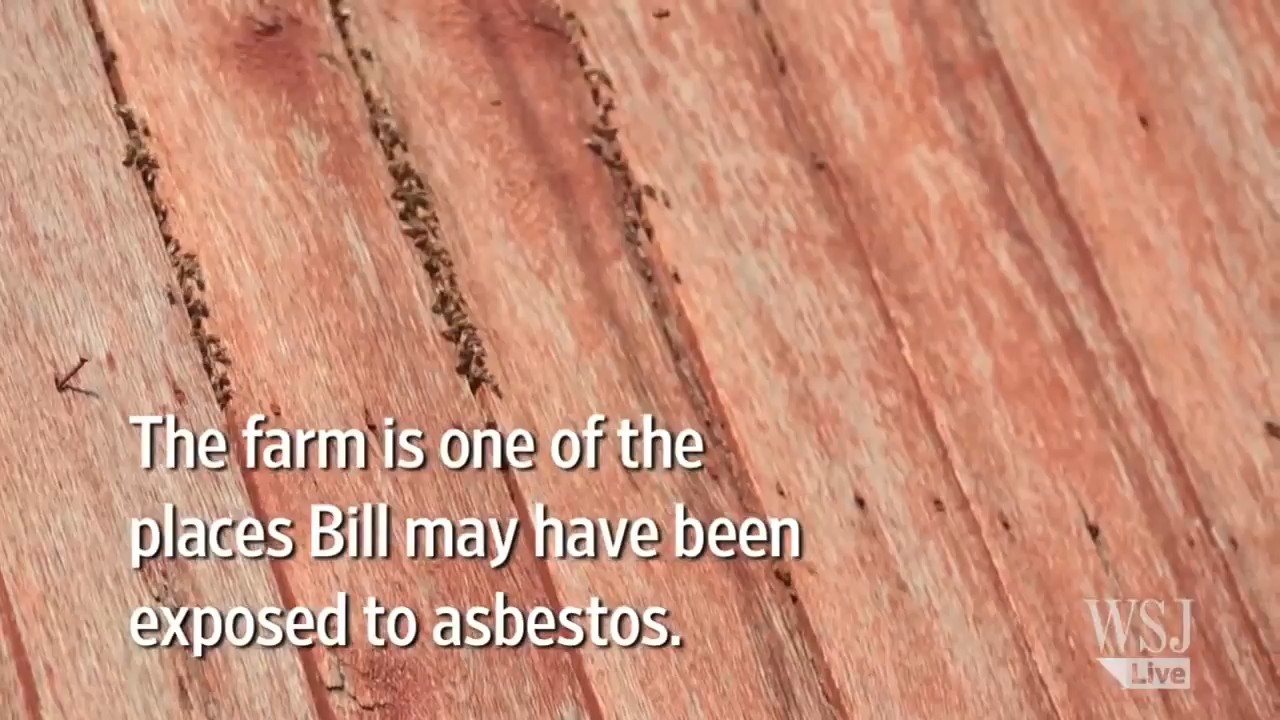 The farm is one of the
places Bill may have been
exposed to asbestos.
WSJ
Live